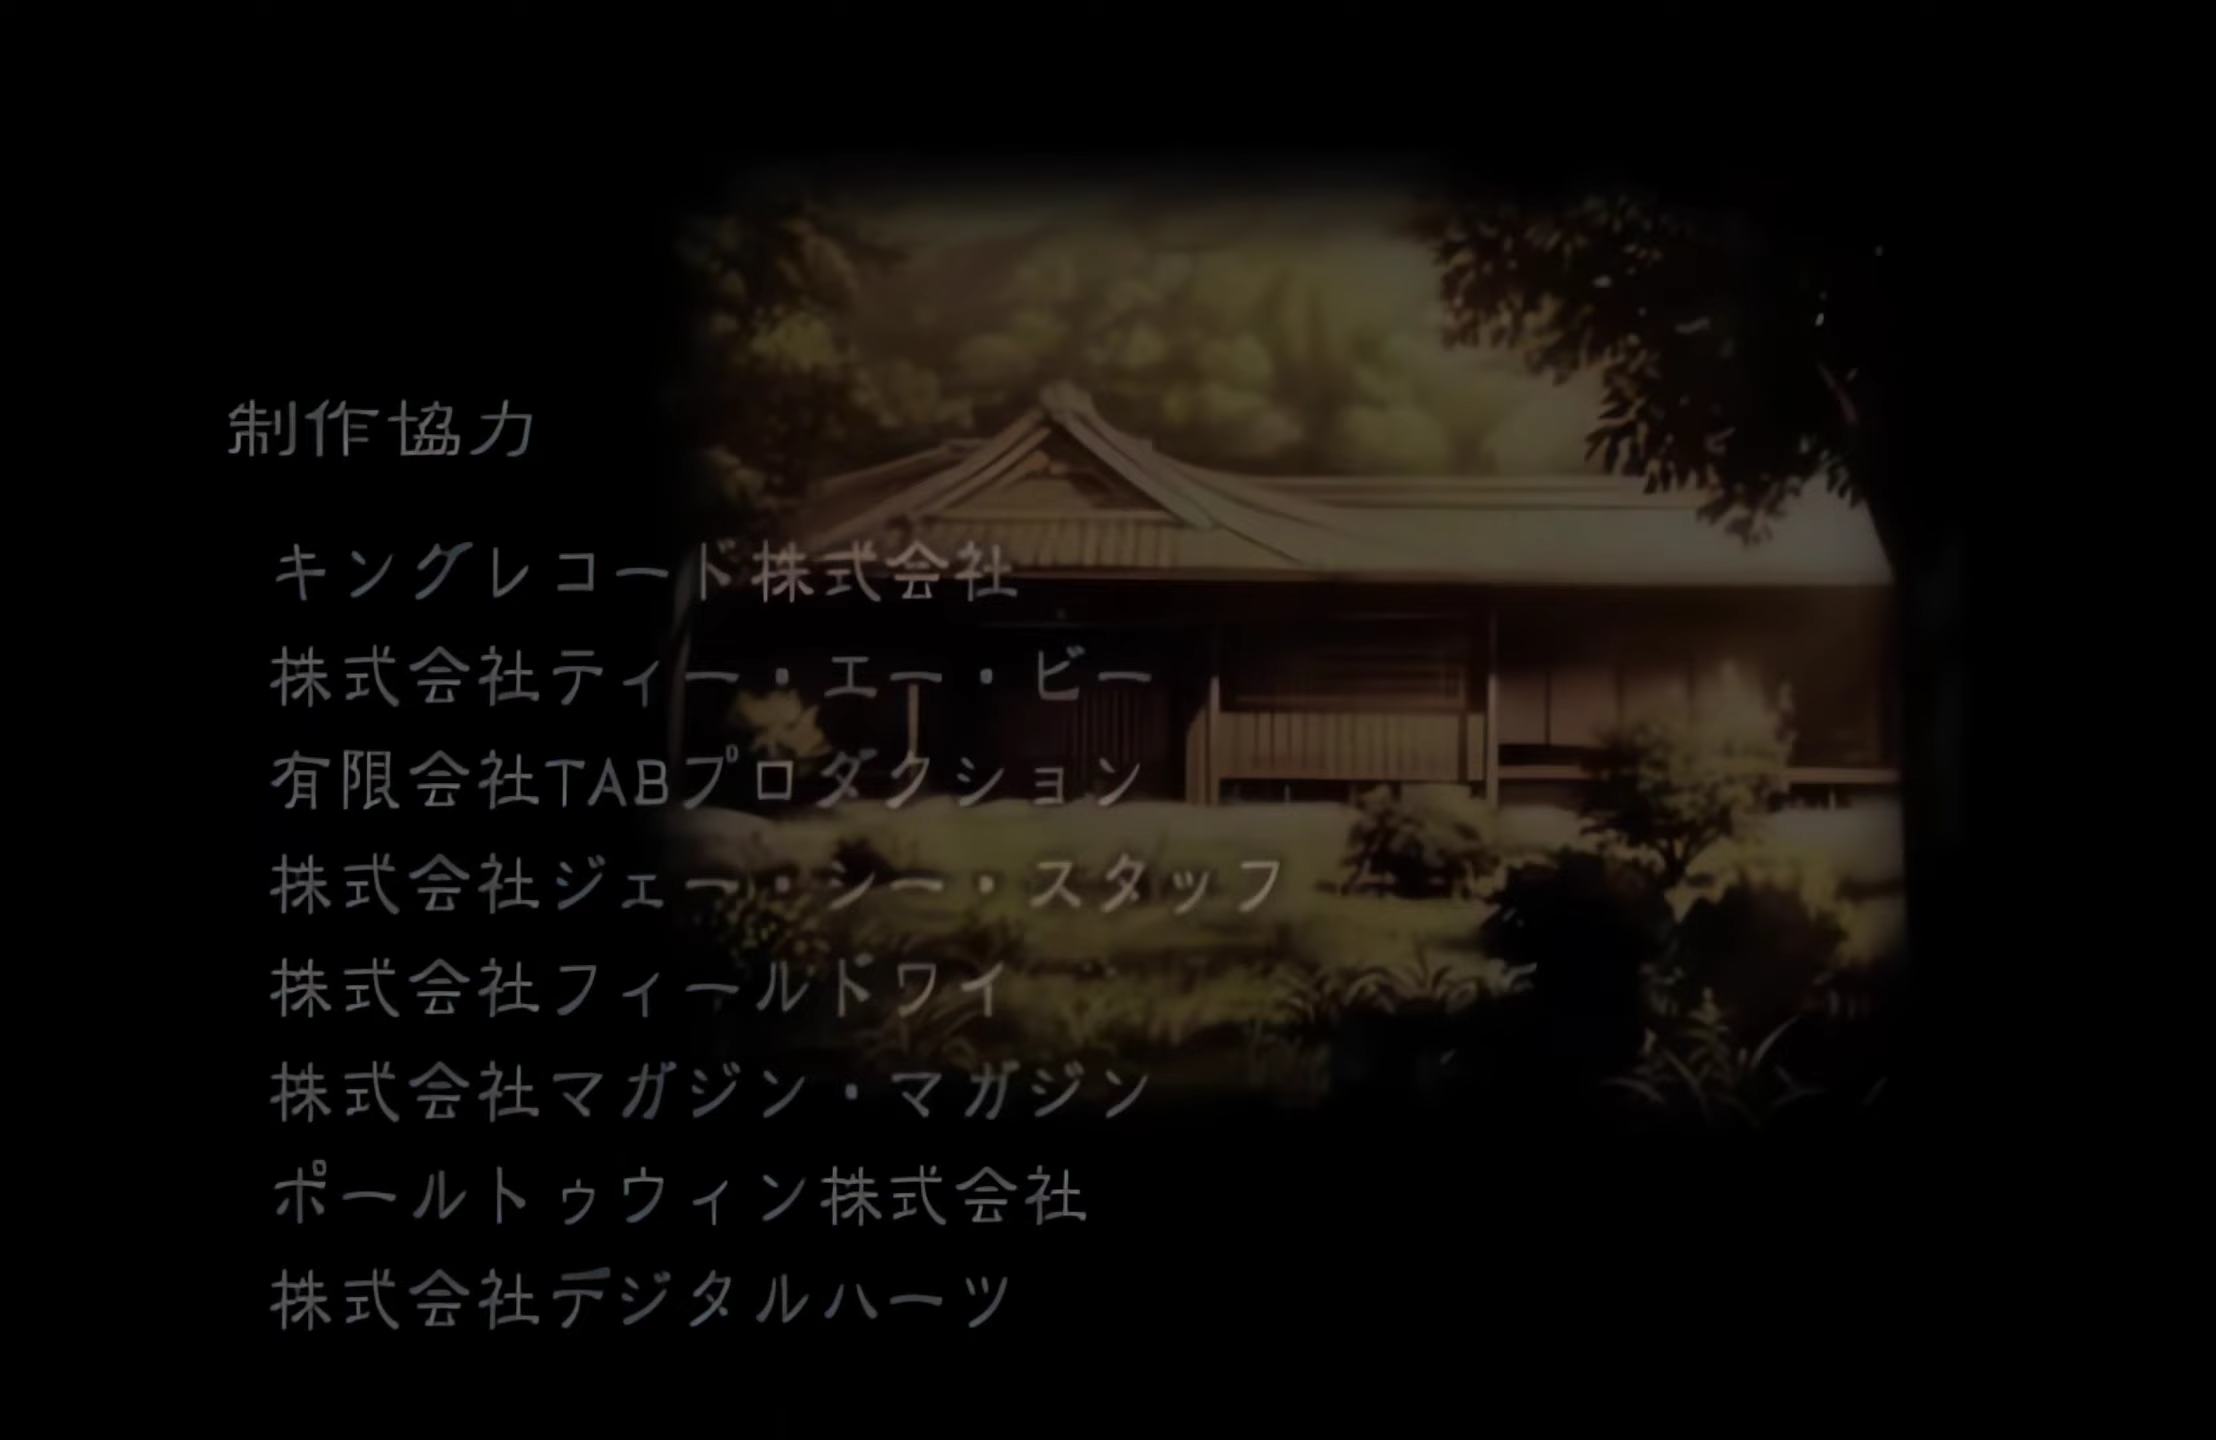 制作協力
キングレコード株式会社
株式会社ティー・エー・ビー
有限会社TABプロダクション
株式会社ジェー・シー・スタッフ
株式会社フィールドワイ
株式会社マガジン・マガジン
ポールトゥウィン株式会社
株式会社デジタルハーツ